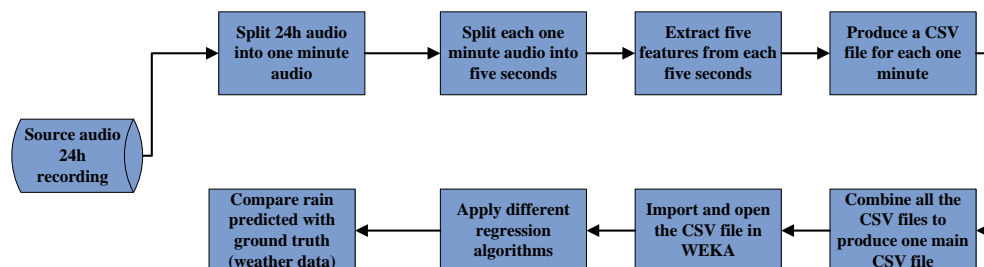 Source audio
24h
recording
Split 24h audio
into one minute
audio
Split each one
minute audio into
five seconds
Extract five
features from each
five seconds
Produce a CSV
file for each one
minute
Combine all the
CSV files to
produce one main
CSV file
Import and open
the CSV file in
WEKA
Apply different
regression
algorithms
Compare rain
predicted with
ground truth
(weather data)